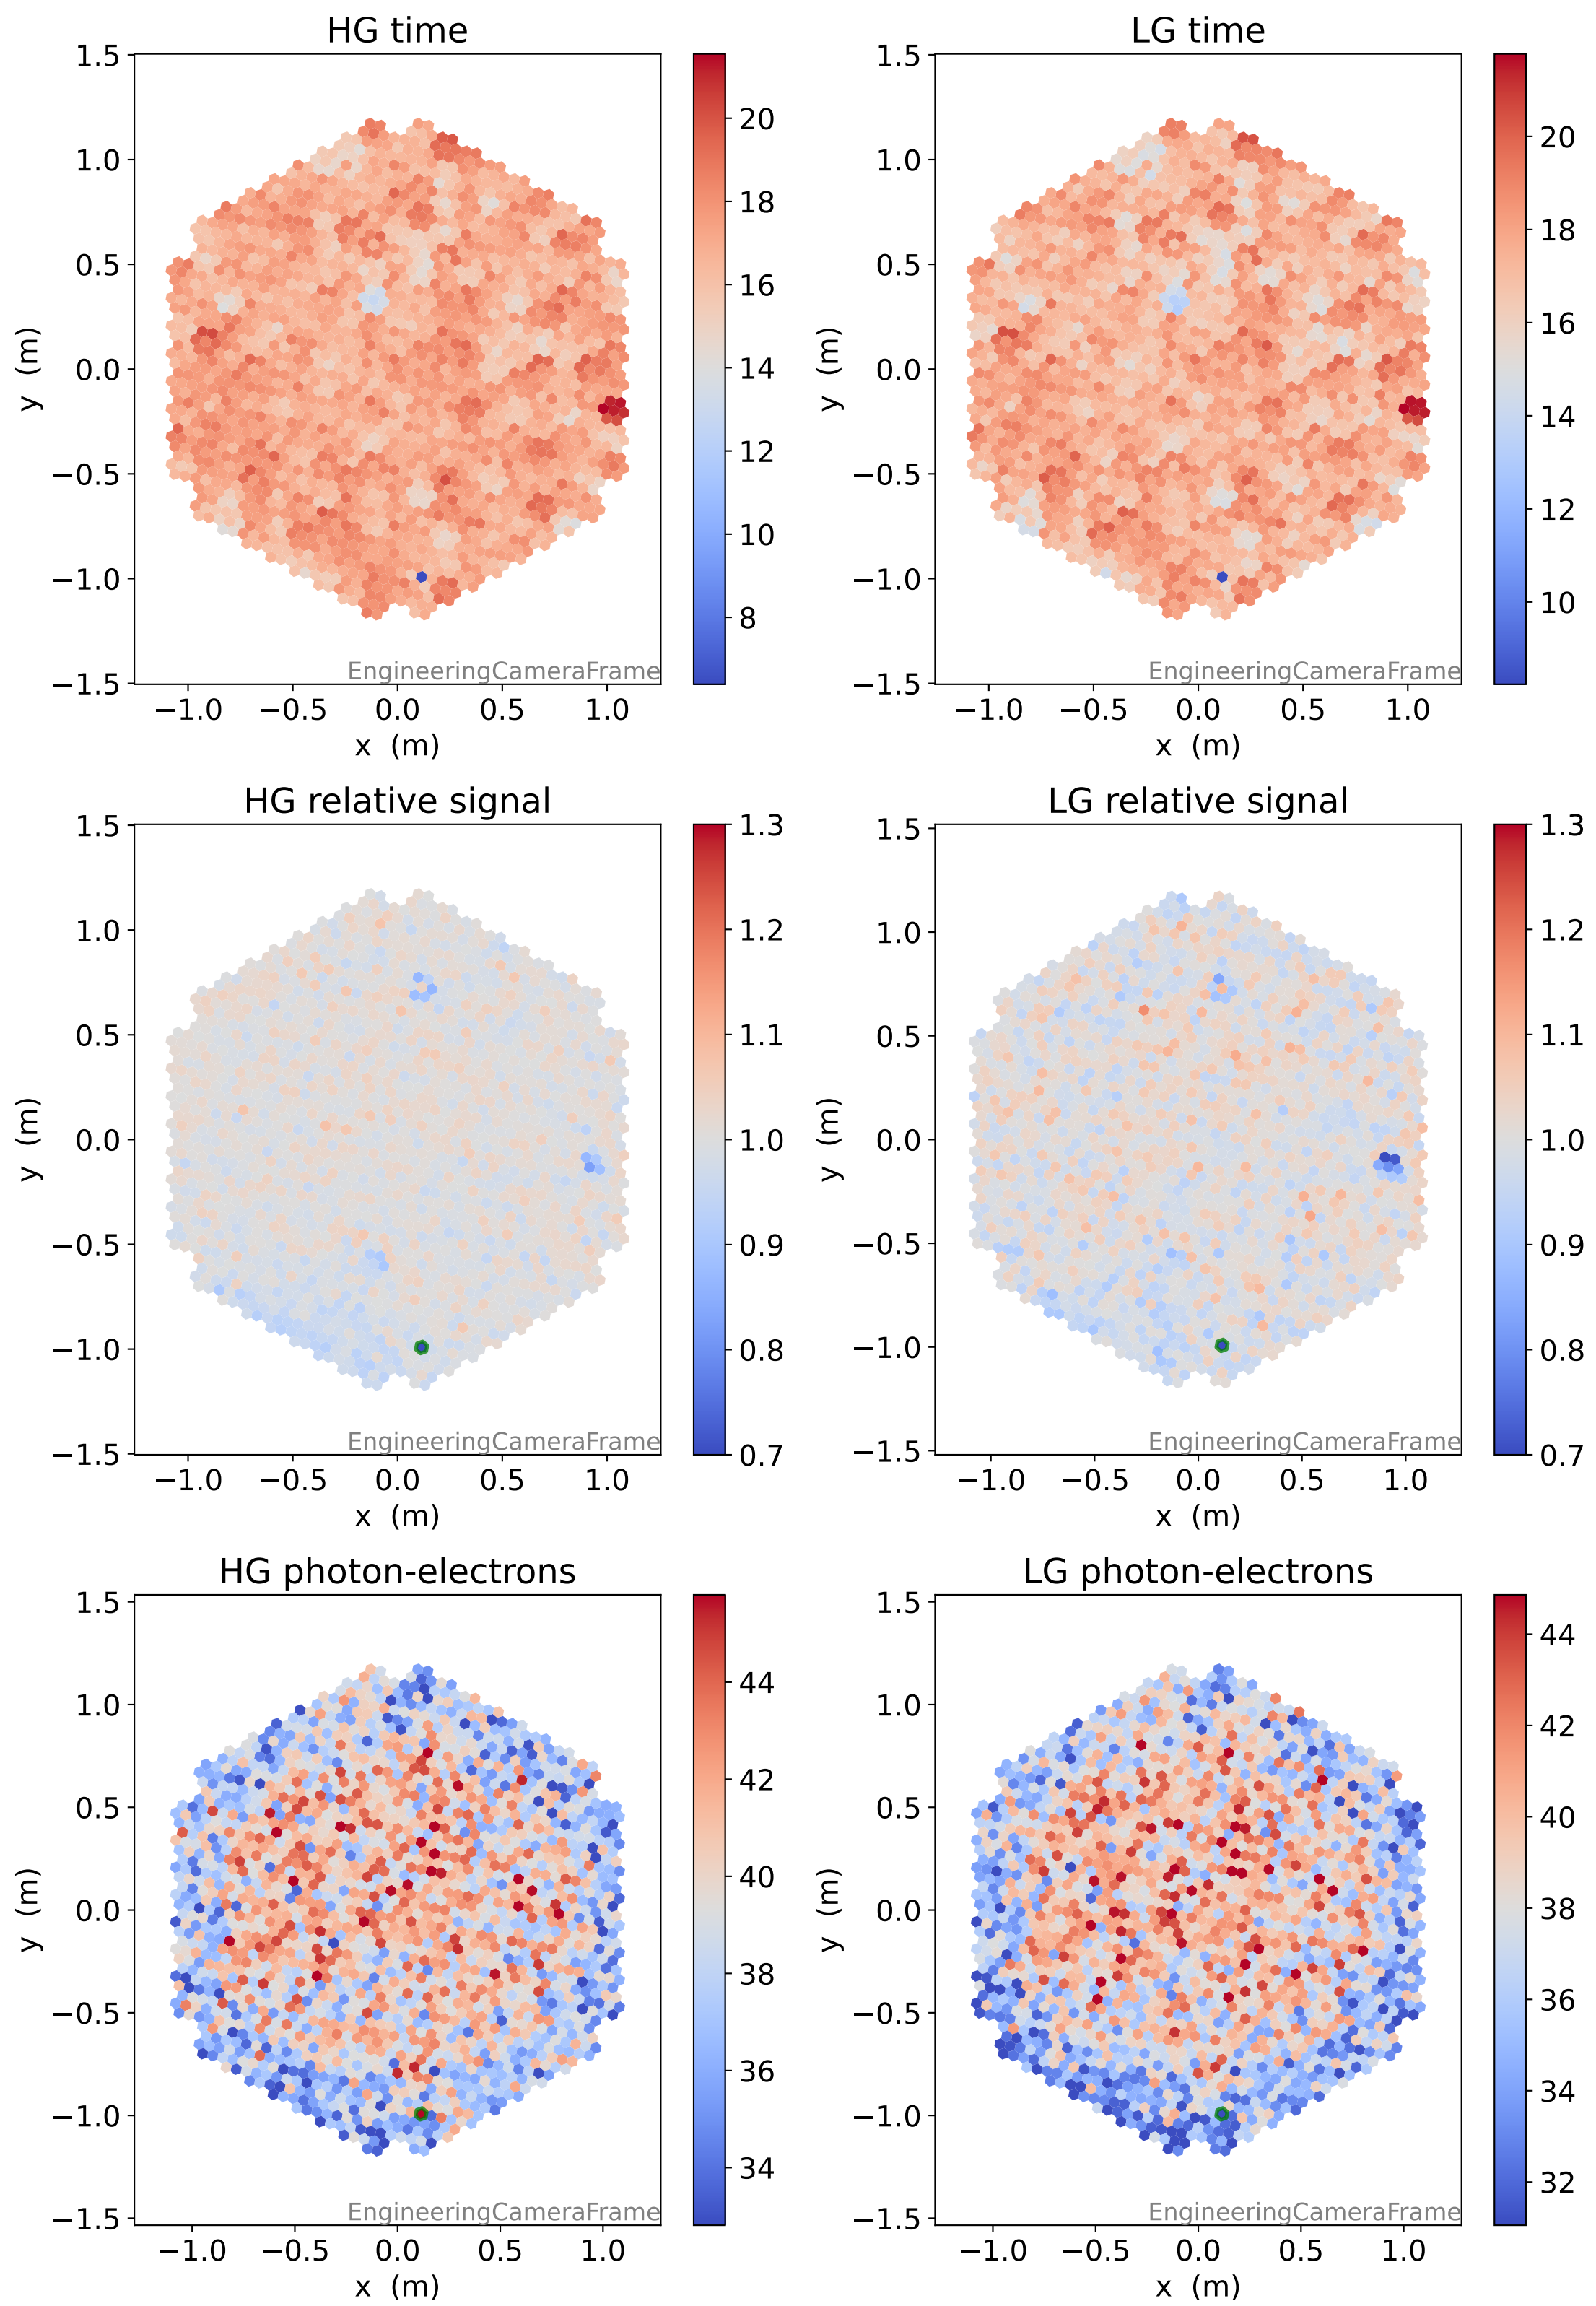 HG time
1.5
1.0
0.5
0.0
−0.5
−1.0
−1.5
y (m)
−1.0 −0.5 0.0 0.5 1.0
x (m)
EngineeringCameraFrame
20
18
16
14
12
10
8
LG time
1.5
1.0
0.5
0.0
−0.5
−1.0
−1.5
y (m)
−1.0 −0.5 0.0 0.5 1.0
x (m)
EngineeringCameraFrame
20
18
16
14
12
10
HG relative signal
1.5
1.0
0.5
0.0
−0.5
−1.0
−1.5
y (m)
−1.0 −0.5 0.0 0.5 1.0
x (m)
EngineeringCameraFrame
1.3
1.2
1.1
1.0
0.9
0.8
0.7
LG relative signal
1.5
1.0
0.5
0.0
−0.5
−1.0
−1.5
y (m)
−1.0 −0.5 0.0 0.5 1.0
x (m)
EngineeringCameraFrame
1.3
1.2
1.1
1.0
0.9
0.8
0.7
HG photon-electrons
1.5
1.0
0.5
0.0
−0.5
−1.0
−1.5
y (m)
−1.0 −0.5 0.0 0.5 1.0
x (m)
EngineeringCameraFrame
44
42
40
38
36
34
LG photon-electrons
1.5
1.0
0.5
0.0
−0.5
−1.0
−1.5
y (m)
−1.0 −0.5 0.0 0.5 1.0
x (m)
EngineeringCameraFrame
44
42
40
38
36
34
32